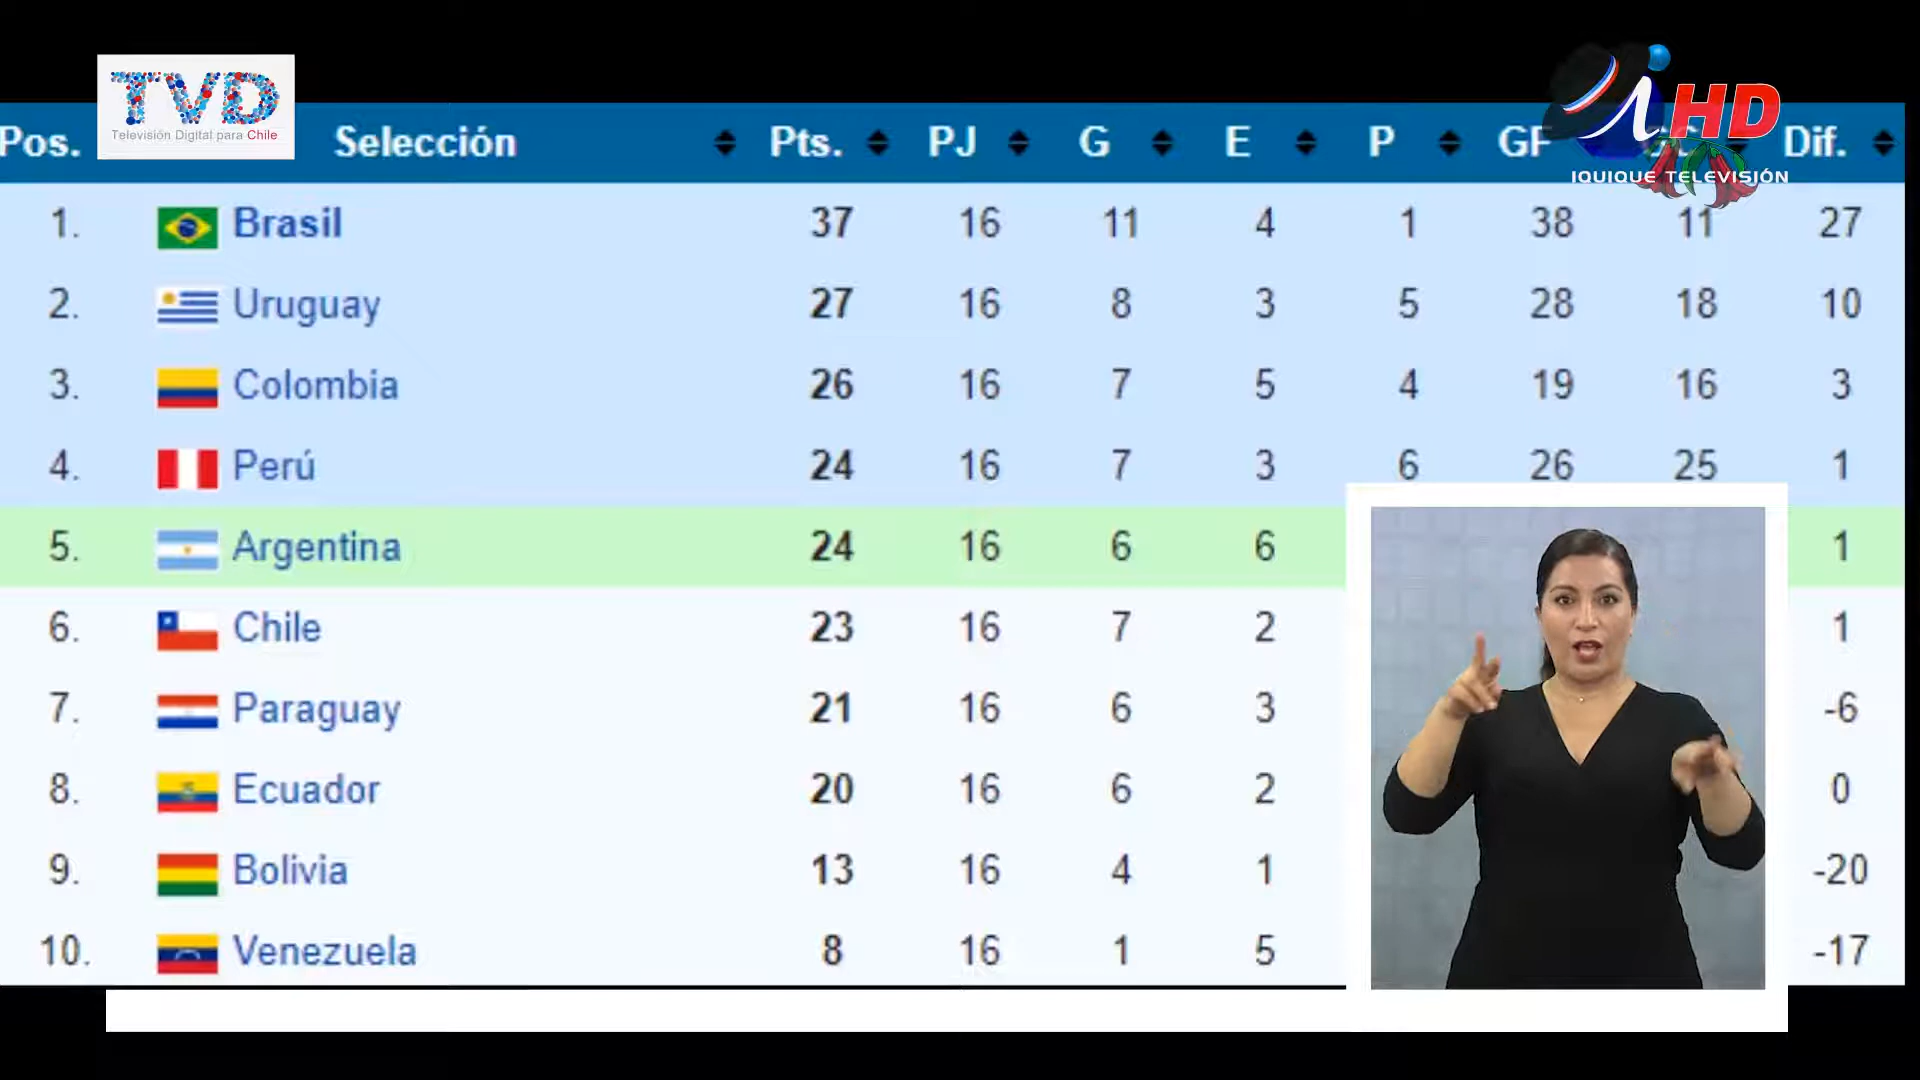 TVD
Televisión Digital para Chile
iHD
IQUIQUE TELEVISIÓN
Pos. Selección Pts. PJ G E P GF GC Dif.
1. Brasil 37 16 11 4 1 38 11 27
2. Uruguay 27 16 8 3 5 28 18 10
3. Colombia 26 16 7 5 4 19 16 3
4. Perú 24 16 7 3 6 26 25 1
5. Argentina 24 16 6 6 1
6. Chile 23 16 7 2 1
7. Paraguay 21 16 6 3 -6
8. Ecuador 20 16 6 2 0
9. Bolivia 13 16 4 1 -20
10. Venezuela 8 16 1 5 -17